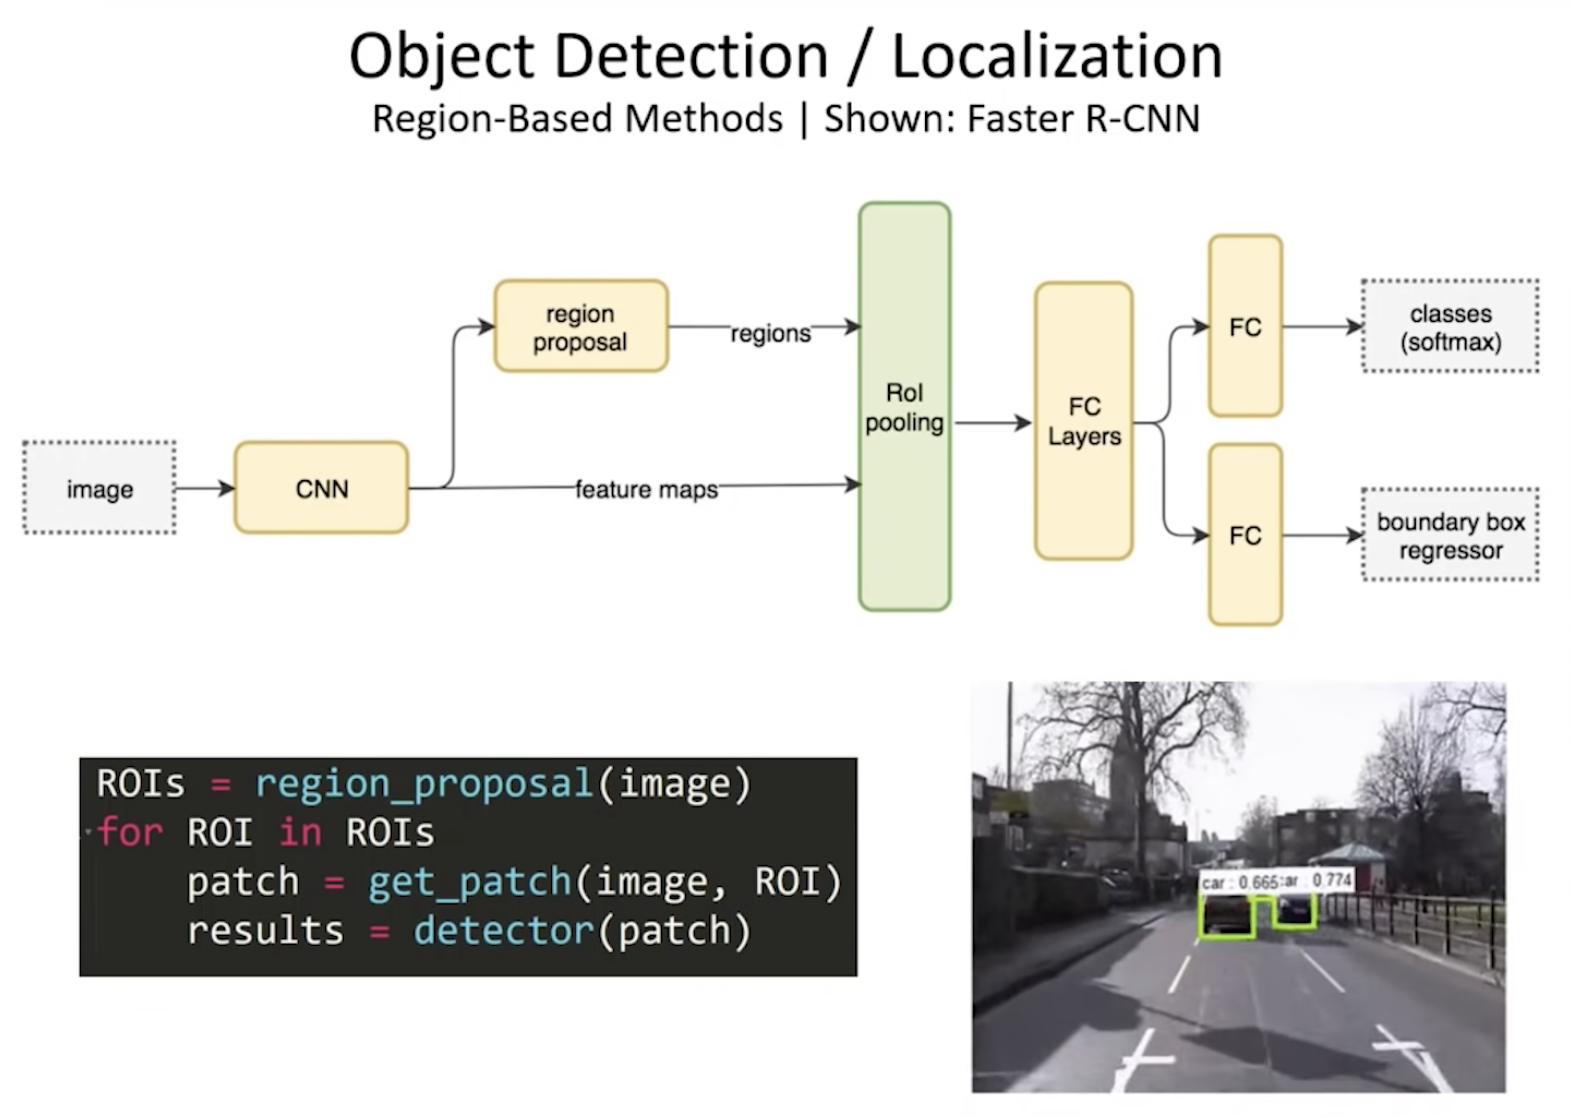 Object Detection / Localization
Region-Based Methods | Shown: Faster R-CNN
image
CNN
region
proposal
regions
feature maps
RoI
pooling
FC
Layers
FC
classes
(softmax)
FC
boundary box
regressor
ROIs = region_proposal(image)
for ROI in ROIs
    patch = get_patch(image, ROI)
    results = detector(patch)
car : 0.665
ar : 0.774